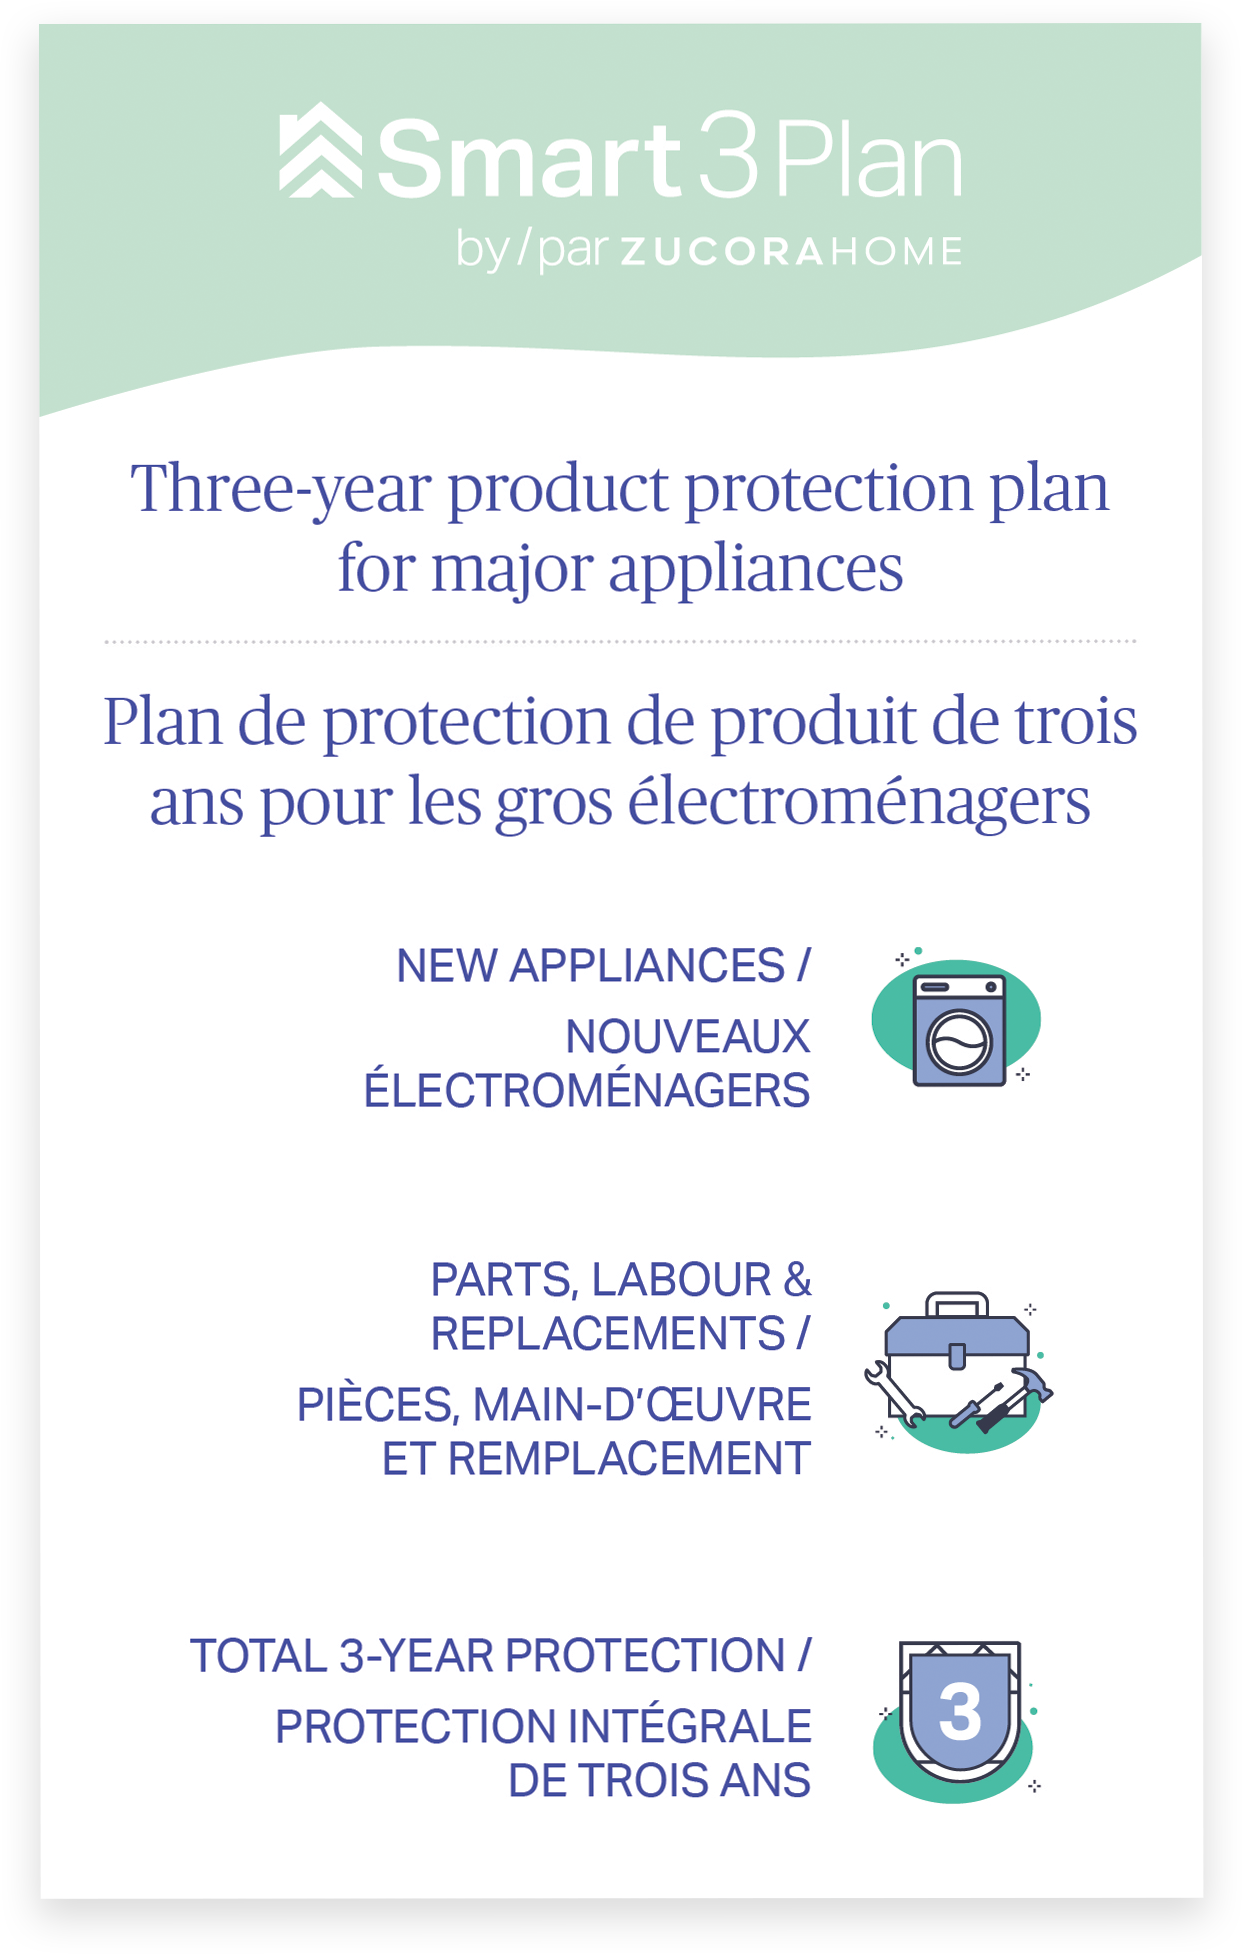 Smart 3 Plan
by/par ZUCORAHOME
Three-year product protection plan
for major appliances
Plan de protection de produit de trois
ans pour les gros électroménagers
NEW APPLIANCES /
NOUVEAUX
ÉLECTROMÉNAGERS
PARTS, LABOUR &
REPLACEMENTS /
PIÈCES, MAIN-D'ŒUVRE
ET REMPLACEMENT
TOTAL 3-YEAR PROTECTION /
PROTECTION INTÉGRALE
DE TROIS ANS
3